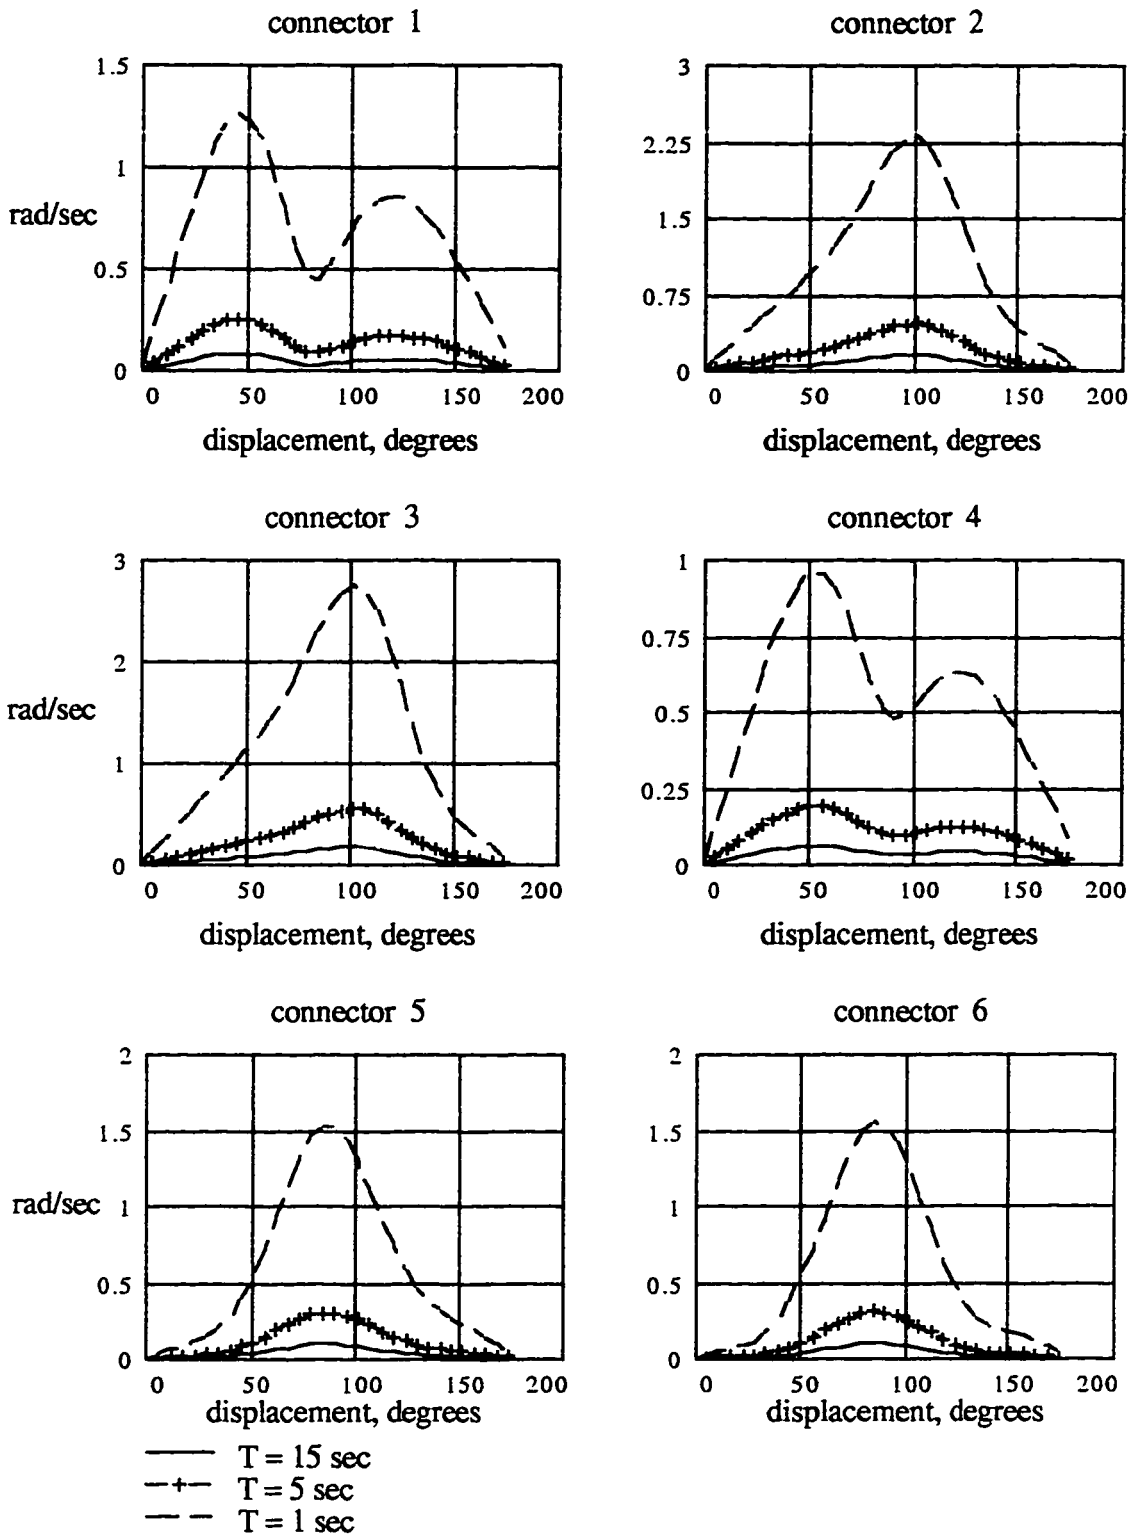 connector 1
connector 2
1.5
1
0.5
0
rad/sec
0 50 100 150 200
displacement, degrees
3
2.25
1.5
0.75
0
0 50 100 150 200
displacement, degrees
connector 3
connector 4
3
2
1
0
rad/sec
0 50 100 150 200
displacement, degrees
1
0.75
0.5
0.25
0
0 50 100 150 200
displacement, degrees
connector 5
connector 6
2
1.5
1
0.5
0
rad/sec
0 50 100 150 200
displacement, degrees
2
1.5
1
0.5
0
0 50 100 150 200
displacement, degrees
T = 15 sec
T = 5 sec
T = 1 sec